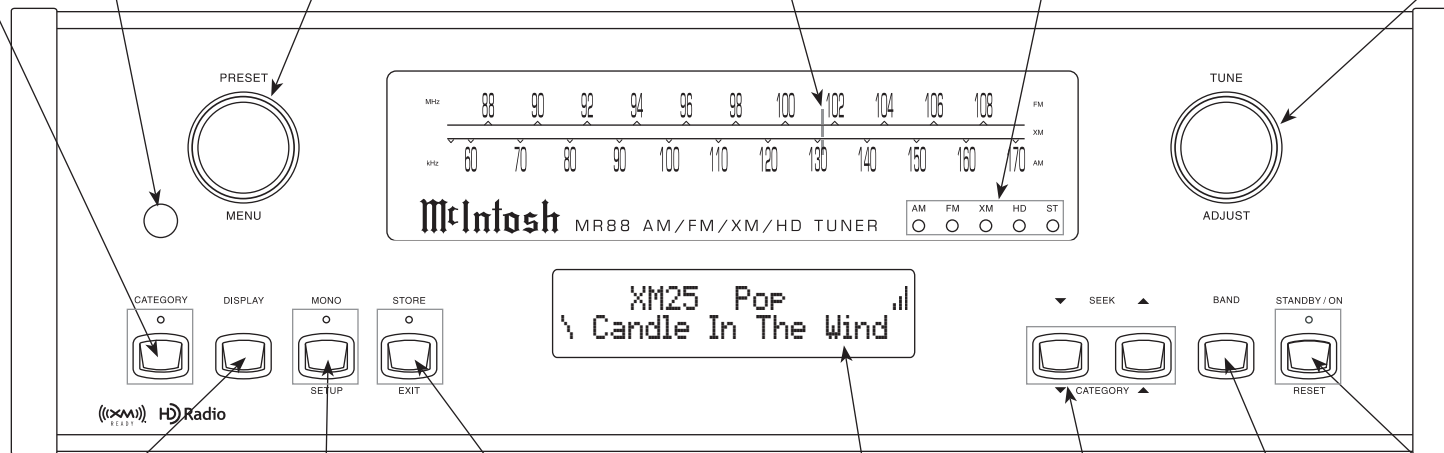 PRESET
TUNE
MHz 88 90 92 94 96 98 100 102 104 106 108 FM
XM
kHz 60 70 80 90 100 110 120 130 140 150 160 170 AM
MENU
ADJUST
McIntosh MR88 AM/FM/XM/HD TUNER
AM FM XM HD ST
CATEGORY DISPLAY MONO STORE
XM25 Pop
\ Candle In The Wind
SEEK BAND STANDBY / ON
SETUP EXIT
CATEGORY RESET
((XM)) READY HD Radio